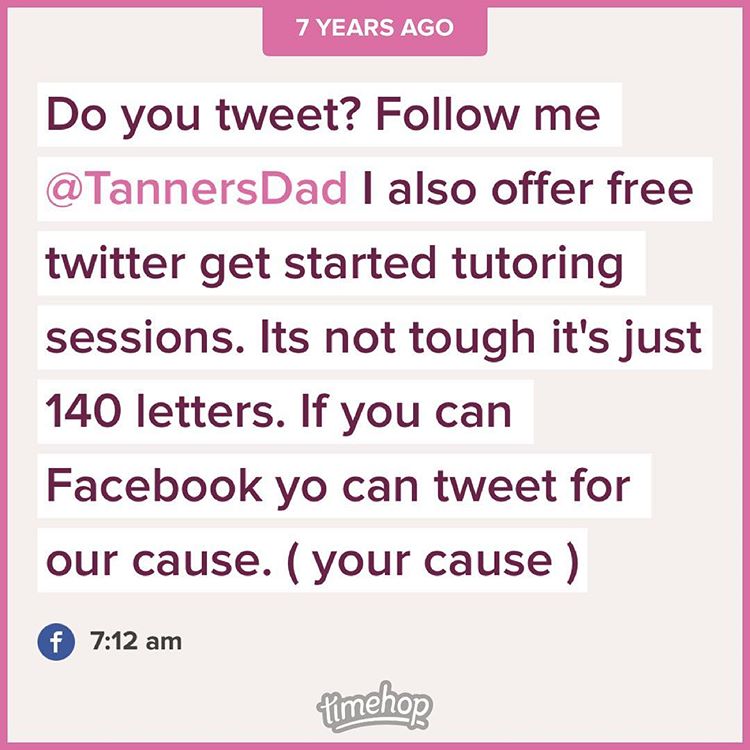 7 YEARS AGO
Do you tweet? Follow me
@TannersDad I also offer free
twitter get started tutoring
sessions. Its not tough it's just
140 letters. If you can
Facebook yo can tweet for
our cause. ( your cause )
f 7:12 am
timehop